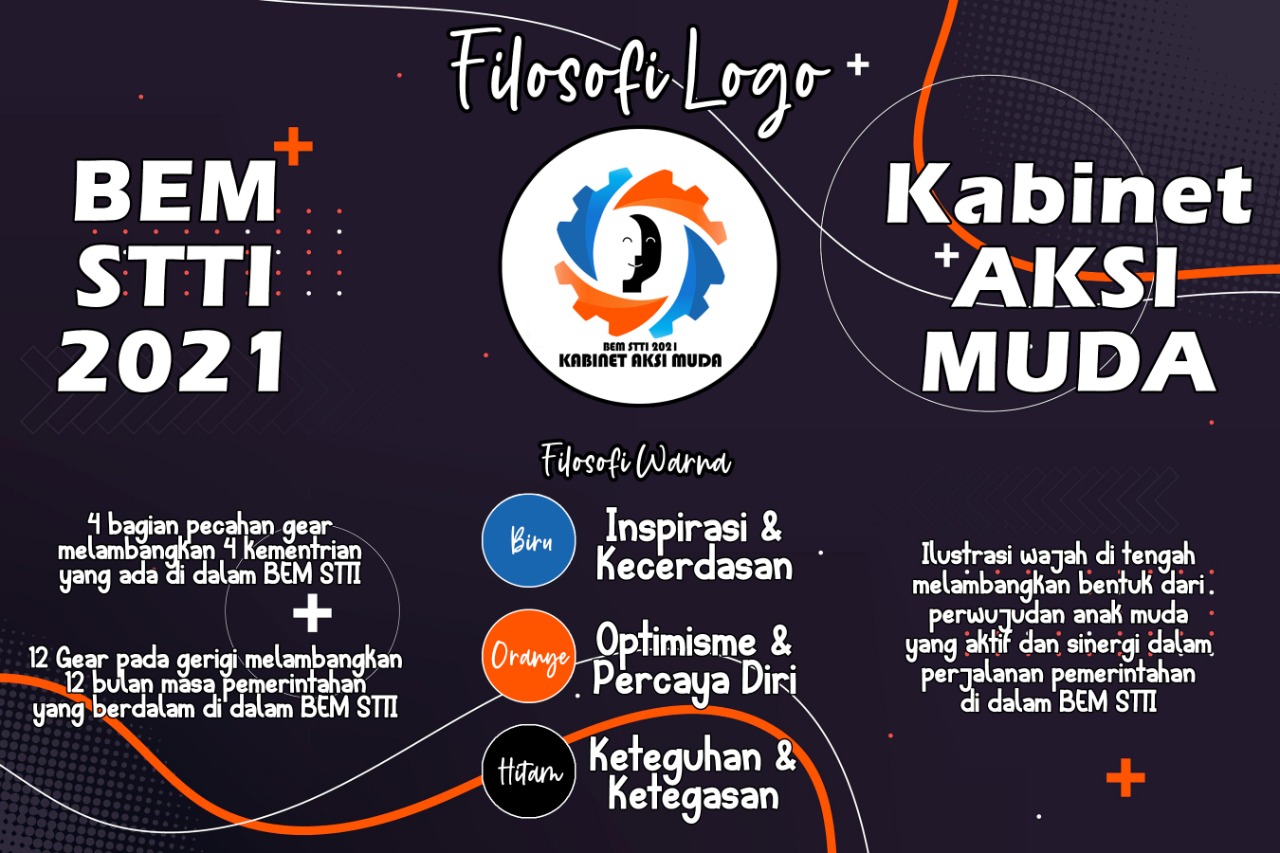 Filosofi Logo
BEM
STTI
2021
BEM STTI 2021
KABINET AKSI MUDA
Kabinet
AKSI
MUDA
4 bagian pecahan gear
melambangkan 4 kementrian
yang ada di dalam BEM STTI
12 Gear pada gerigi melambangkan
12 bulan masa pemerintahan
yang berdalam di dalam BEM STTI
Filosofi Warna
Biru
Inspirasi &
Kecerdasan
Orange
Optimisme &
Percaya Diri
Hitam
Keteguhan &
Ketegasan
Ilustrasi wajah di tengah
melambangkan bentuk dari
perwujudan anak muda
yang aktif dan sinergi dalam
perjalanan pemerintahan
di dalam BEM STTI